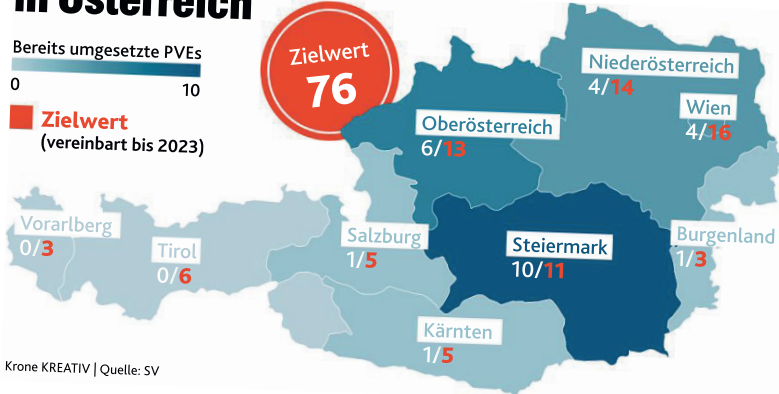 in Österreich
Bereits umgesetzte PVEs
0 10
Zielwert
(vereinbart bis 2023)
Zielwert
76
Niederösterreich
4/14
Wien
4/16
Oberösterreich
6/13
Vorarlberg
0/3
Tirol
0/6
Salzburg
1/5
Steiermark
10/11
Burgenland
1/3
Kärnten
1/5
Krone KREATIV | Quelle: SV